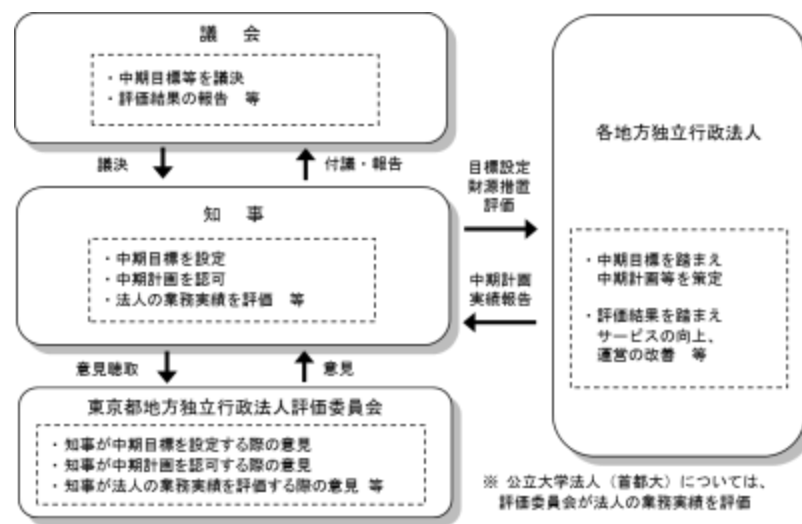 議 会
・中期目標等を議決
・評価結果の報告 等
議決
付議・報告
知 事
・中期目標を設定
・中期計画を認可
・法人の業務実績を評価 等
意見聴取
意見
東京都地方独立行政法人評価委員会
・知事が中期目標を設定する際の意見
・知事が中期計画を認可する際の意見
・知事が法人の業務実績を評価する際の意見 等
目標設定
財源措置
評価
中期計画
実績報告
各地方独立行政法人
・中期目標を踏まえ
中期計画等を策定
・評価結果を踏まえ
サービスの向上、
運営の改善 等
※ 公立大学法人（首都大）については、
評価委員会が法人の業務実績を評価